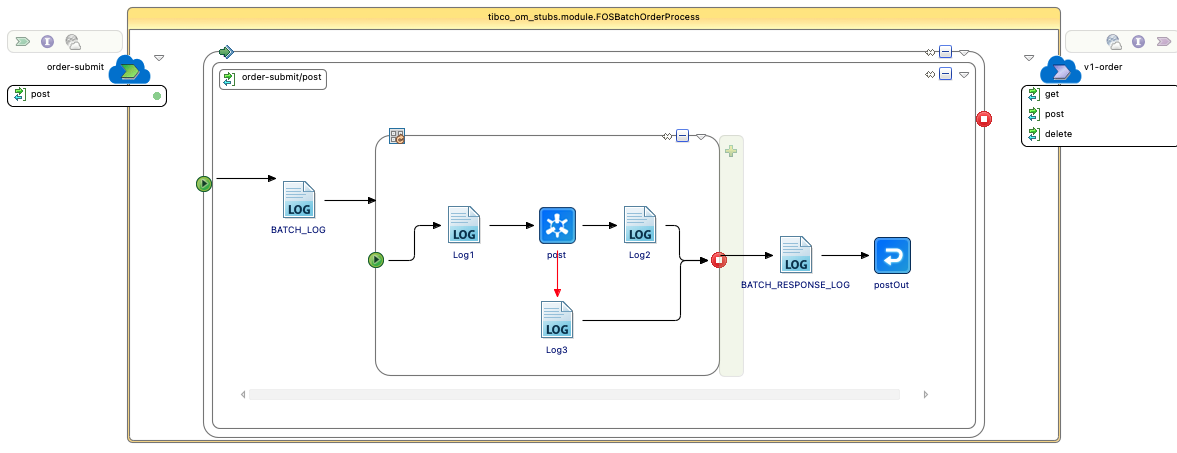 tibco_om_stubs.module.FOSBatchOrderProcess
order-submit
post
v1-order
get
post
delete
order-submit/post
LOG
BATCH_LOG
LOG
Log1
post
LOG
Log2
LOG
Log3
LOG
BATCH_RESPONSE_LOG
postOut